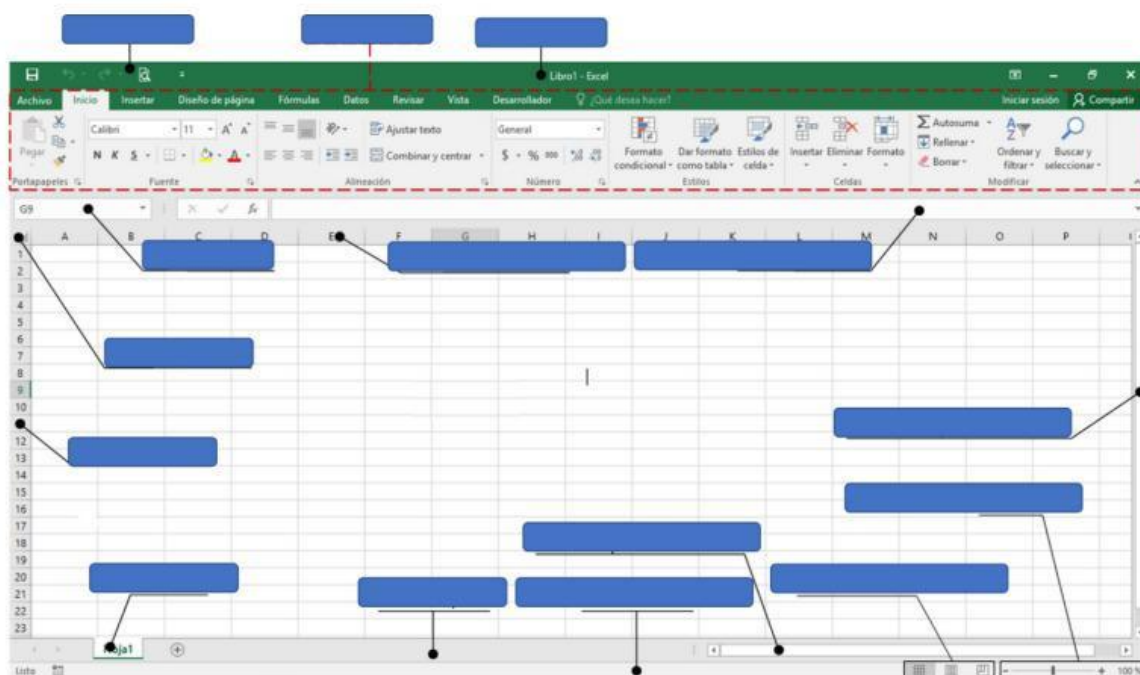 Libro1 - Excel
Archivo Inicio Insertar Diseño de página Fórmulas Datos Revisar Vista Desarrollador ¿Qué desea hacer? Iniciar sesión Compartir
Pegar Calibri 11 A A Ajustar texto General Formato condicional Dar formato como tabla Estilos de celda Insertar Eliminar Formato Autosuma Ordenar y filtrar Buscar y seleccionar
Rellenar
N K S A Combinar y centrar $ % 000 Borrar
Portapapeles Fuente Alineación Número Estilos Celdas Modificar
G9 fx
A B C D E F G H I J K L M N O P
1
2
3
4
5
6
7
8
9
10
12
13
14
15
16
17
18
19
20
21
22
23
Hoja1
Listo 100 %